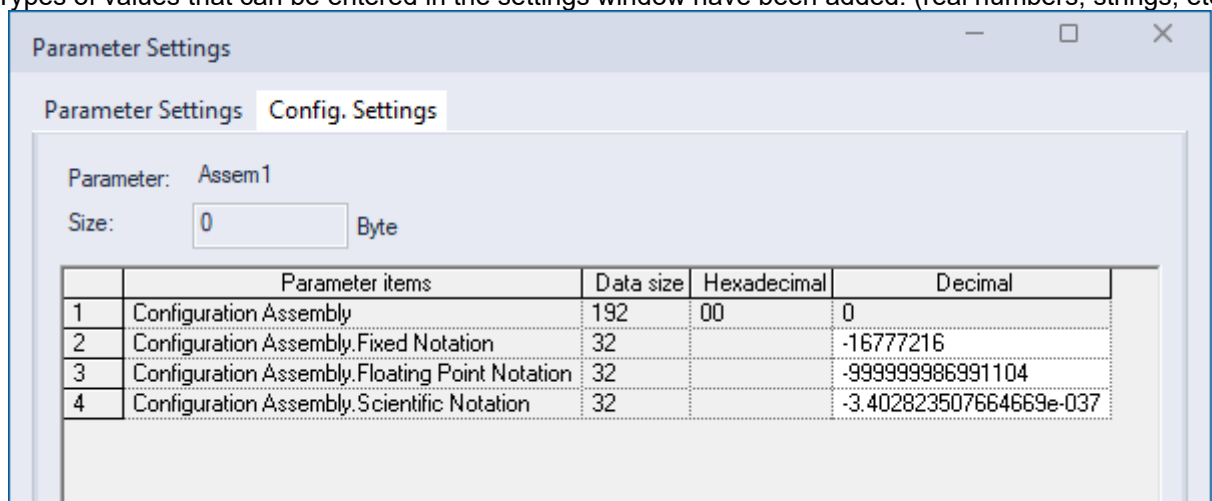 Types of values that can be entered in the settings window have been added. (real numbers, strings, etc
Parameter Settings
Parameter Settings Config. Settings
Parameter: Assem1
Size: 0 Byte
Parameter items Data size Hexadecimal Decimal
1 Configuration Assembly 192 00 0
2 Configuration Assembly.Fixed Notation 32 -16777216
3 Configuration Assembly.Floating Point Notation 32 -999999986991104
4 Configuration Assembly.Scientific Notation 32 -3.402823507664669e-037